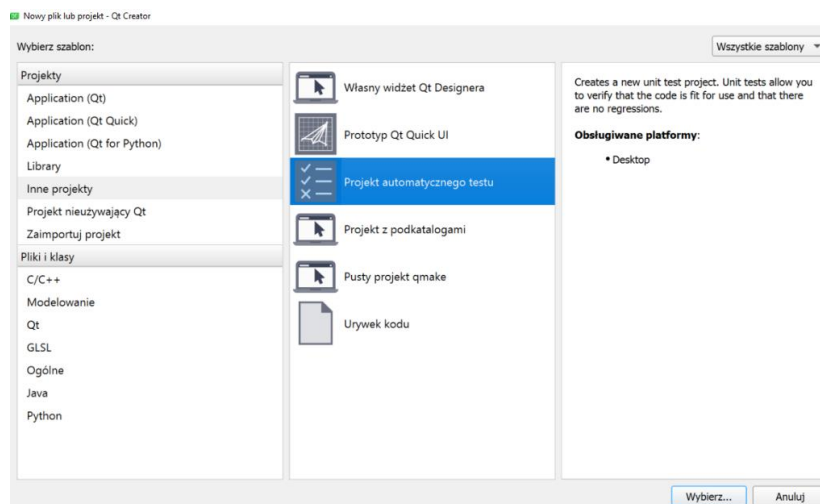 Nowy plik lub projekt - Qt Creator
Wybierz szablon:
Wszystkie szablony
Projekty
Application (Qt)
Application (Qt Quick)
Application (Qt for Python)
Library
Inne projekty
Projekt nieużywający Qt
Zaimportuj projekt
Pliki i klasy
C/C++
Modelowanie
Qt
GLSL
Ogólne
Java
Python
Własny widżet Qt Designera
Prototyp Qt Quick UI
Projekt automatycznego testu
Projekt z podkatalogami
Pusty projekt qmake
Urywek kodu
Creates a new unit test project. Unit tests allow you
to verify that the code is fit for use and that there
are no regressions.
Obsługiwane platformy:
• Desktop
Wybierz...
Anuluj